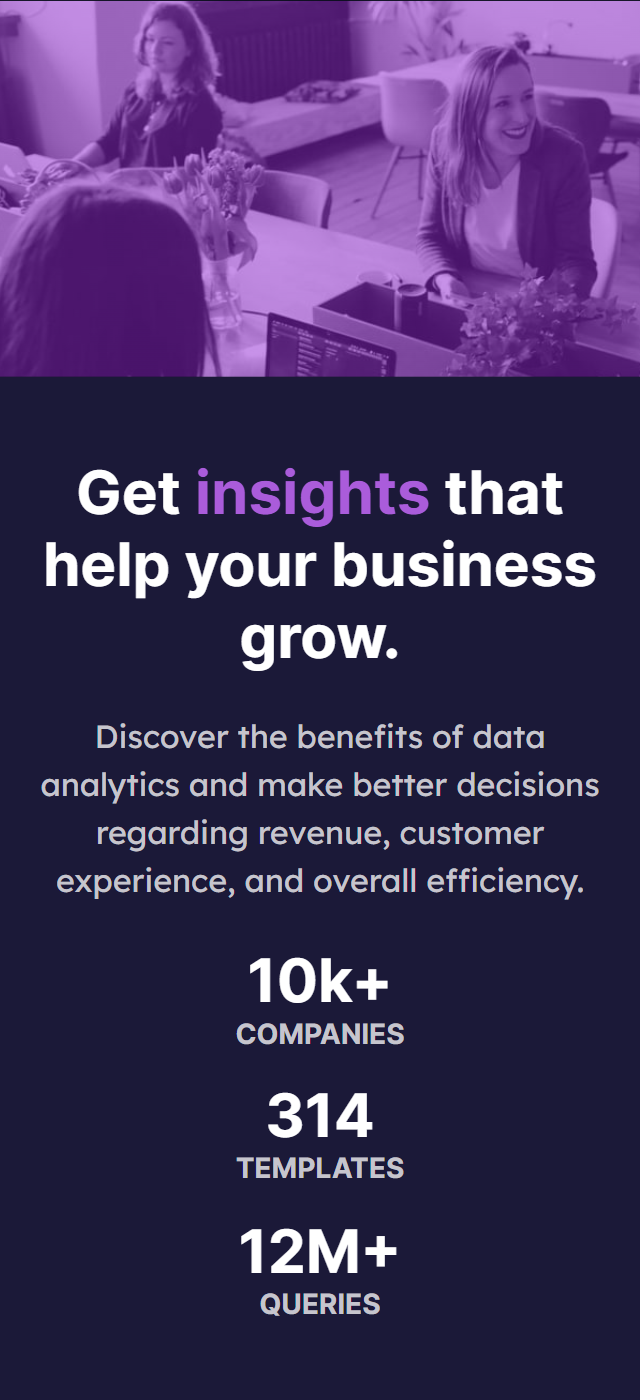 Get insights that
help your business
grow.
Discover the benefits of data
analytics and make better decisions
regarding revenue, customer
experience, and overall efficiency.
10k+
COMPANIES
314
TEMPLATES
12M+
QUERIES